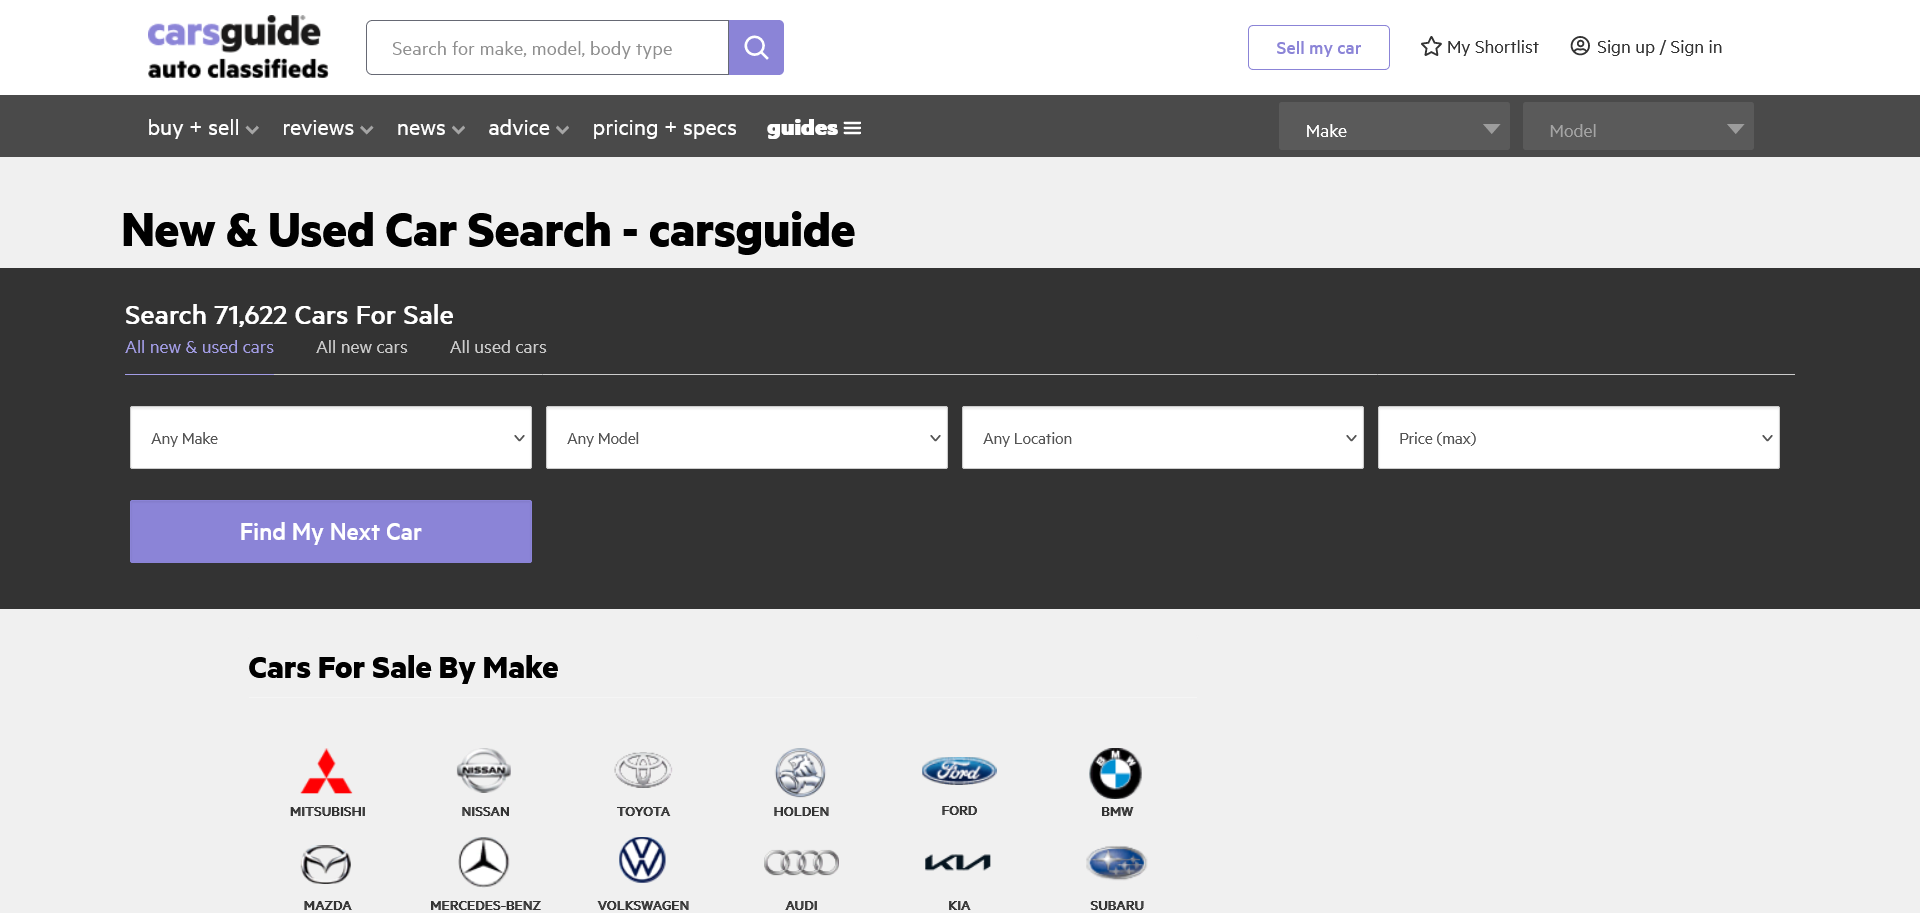 carsguide
auto classifieds
Search for make, model, body type
Sell my car
My Shortlist
Sign up / Sign in
buy + sell
reviews
news
advice
pricing + specs
guides
Make
Model
New & Used Car Search - carsguide
Search 71,622 Cars For Sale
All new & used cars
All new cars
All used cars
Any Make
Any Model
Any Location
Price (max)
Find My Next Car
Cars For Sale By Make
NISSAN
Ford
BMW
MITSUBISHI
NISSAN
TOYOTA
HOLDEN
FORD
BMW
KIA
MAZDA
MERCEDES-BENZ
VOLKSWAGEN
AUDI
KIA
SUBARU